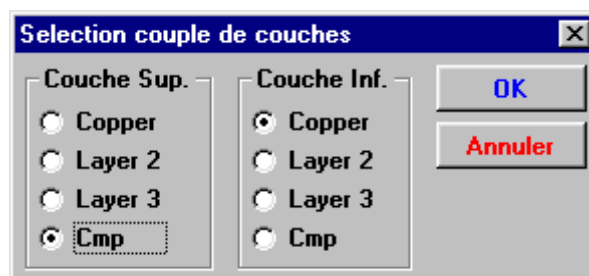 Selection couple de couches
Couche Sup.
Copper
Layer 2
Layer 3
Cmp
Couche Inf.
Copper
Layer 2
Layer 3
Cmp
OK
Annuler